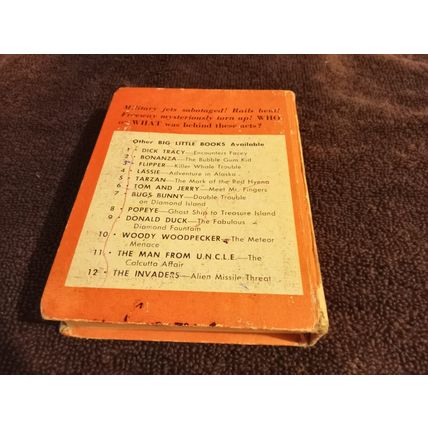 Military jets sabotaged! Rails bent!
Freeway mysteriously torn up! WHO
or WHAT was behind these acts?
Other BIG LITTLE BOOKS Available
1 • DICK TRACY—Encounters Facey
2 • BONANZA—The Bubble Gum Kid
3 • FLIPPER—Killer Whale Trouble
4 • LASSIE—Adventure in Alaska
5 • TARZAN—The Mark of the Red Hyena
6 • TOM AND JERRY—Meet Mr. Fingers
7 • BUGS BUNNY—Double Trouble
on Diamond Island
8 • POPEYE—Ghost Ship to Treasure Island
9 • DONALD DUCK—The Fabulous
Diamond Fountain
10 • WOODY WOODPECKER—The Meteor
Menace
11 • THE MAN FROM U.N.C.L.E.—The
Calcutta Affair
12 • THE INVADERS—Alien Missile Threat